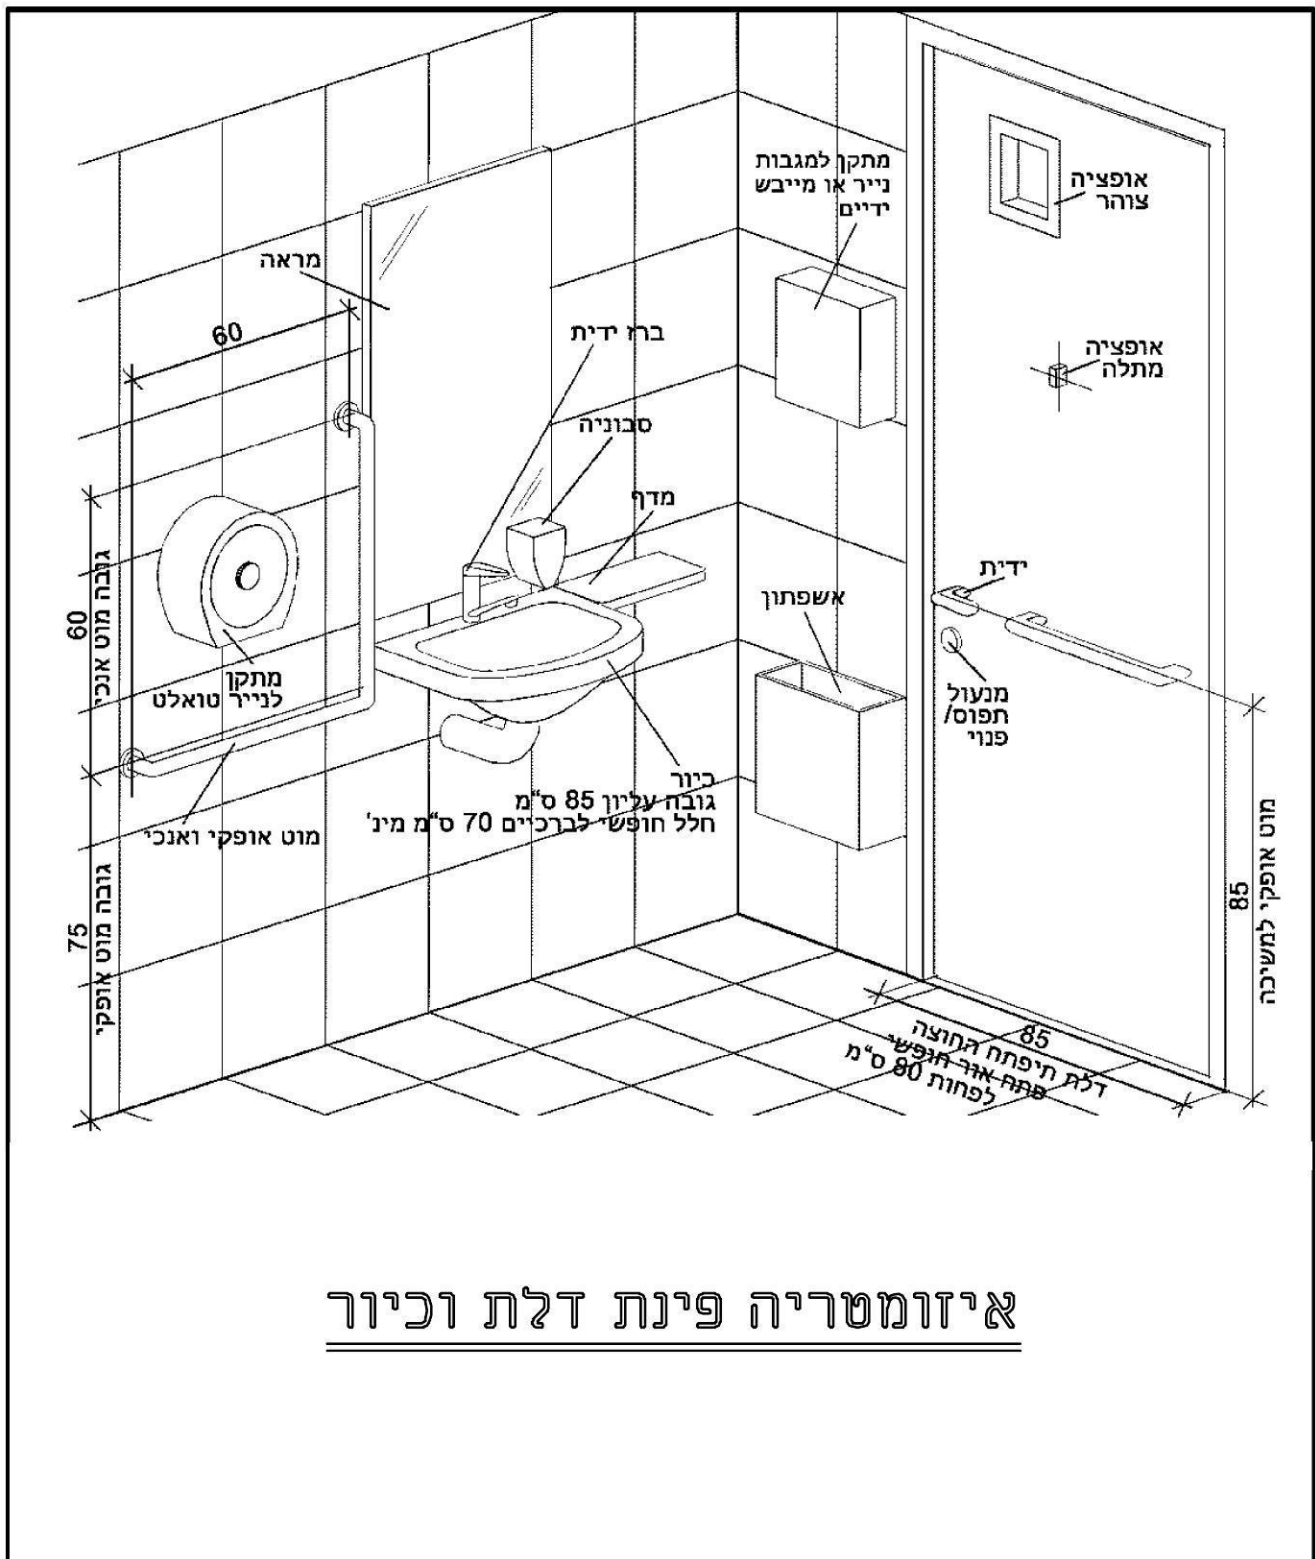 מתקן למגבות
נייר או מייבש
ידיים
אופציה
צוהר
מראה
60
ברז ידית
אופציה
מתלה
סבוניה
מדף
ידית
אשפתון
60
גובה מוט אנכי
מתקן
לנייר טואלט
מנעול
תפוס/
פנוי
כיור
גובה עליון 85 ס"מ
חלל חופשי לברכיים 70 ס"מ מינ'
מוט אופקי ואנכי
75
גובה מוט אופקי
85
מוט אופקי למשיכה
85
דלת תיפתח החוצה
פתח אור חופשי
לפחות 80 ס"מ
איזומטריה פינת דלת וכיור